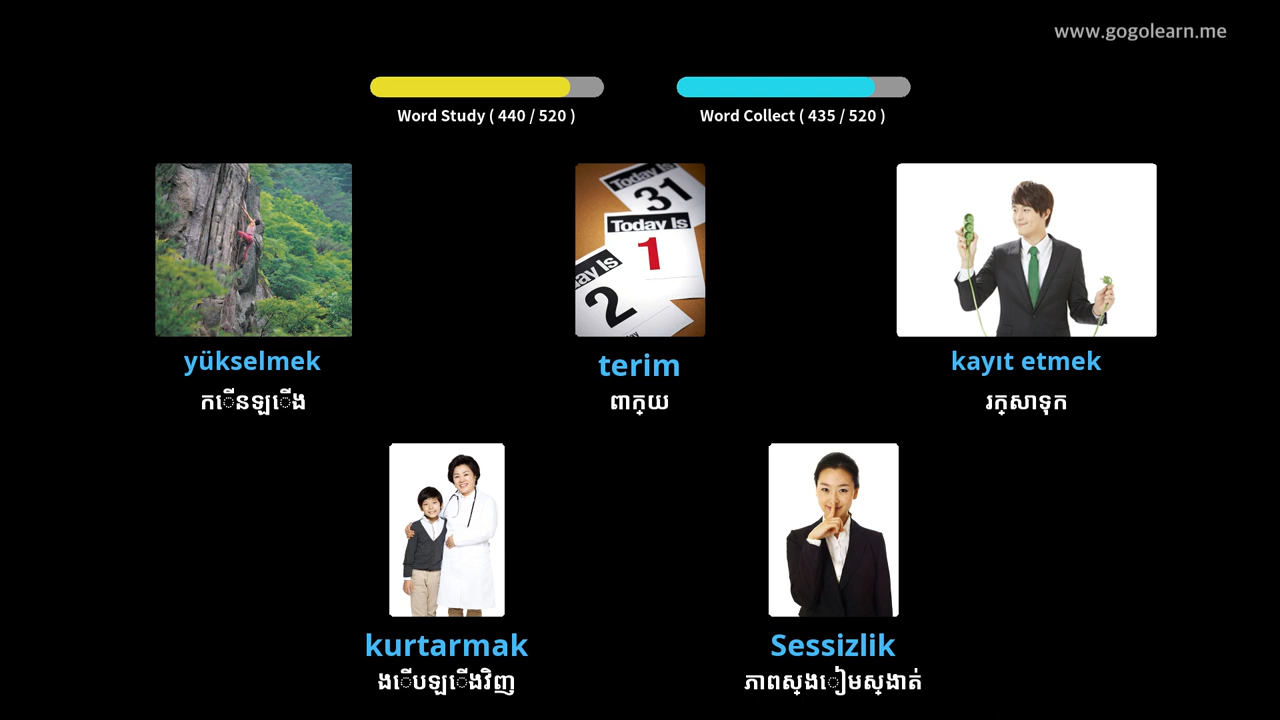 www.gogolearn.me
Word Study ( 440 / 520 )
Word Collect ( 435 / 520 )
Today Is
31
Today Is
1
ay Is
2
yükselmek
terim
kayıt etmek
កើនឡើង
ពាក្យ
រក្សាទុក
kurtarmak
Sessizlik
ងើបឡើងវិញ
ភាពស្ងៀមស្ងាត់